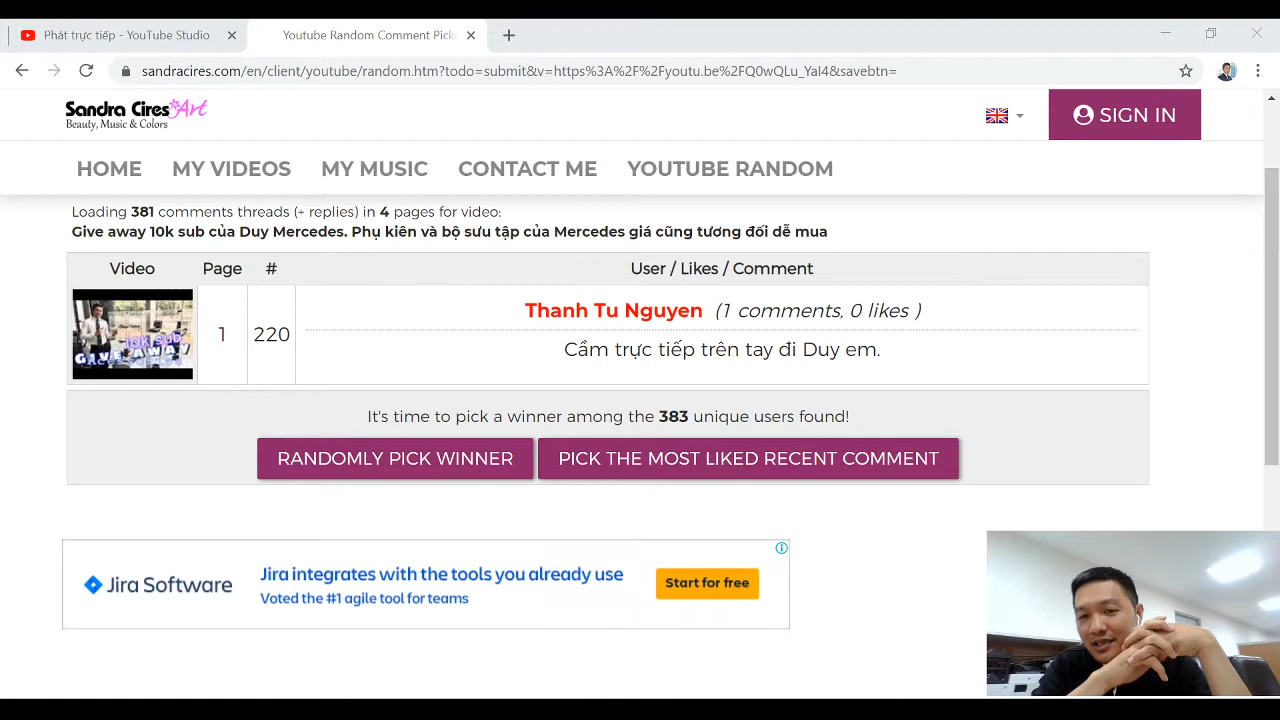 Phát trực tiếp - YouTube Studio
Youtube Random Comment Pick
sandracires.com/en/client/youtube/random.htm?todo=submit&v=https%3A%2F%2Fyoutu.be%2FQ0wQLu_YaI4&savebtn=
Sandra Cires Art
Beauty, Music & Colors
SIGN IN
HOME MY VIDEOS MY MUSIC CONTACT ME YOUTUBE RANDOM
Loading 381 comments threads (+ replies) in 4 pages for video:
Give away 10k sub của Duy Mercedes. Phụ kiên và bộ sưu tập của Mercedes giá cũng tương đối dễ mua
Video Page # User / Likes / Comment
10K SUB
GIVE AWAY
1 220
Thanh Tu Nguyen (1 comments, 0 likes )
Cầm trực tiếp trên tay đi Duy em.
It's time to pick a winner among the 383 unique users found!
RANDOMLY PICK WINNER PICK THE MOST LIKED RECENT COMMENT
Jira Software
Jira integrates with the tools you already use
Voted the #1 agile tool for teams
Start for free